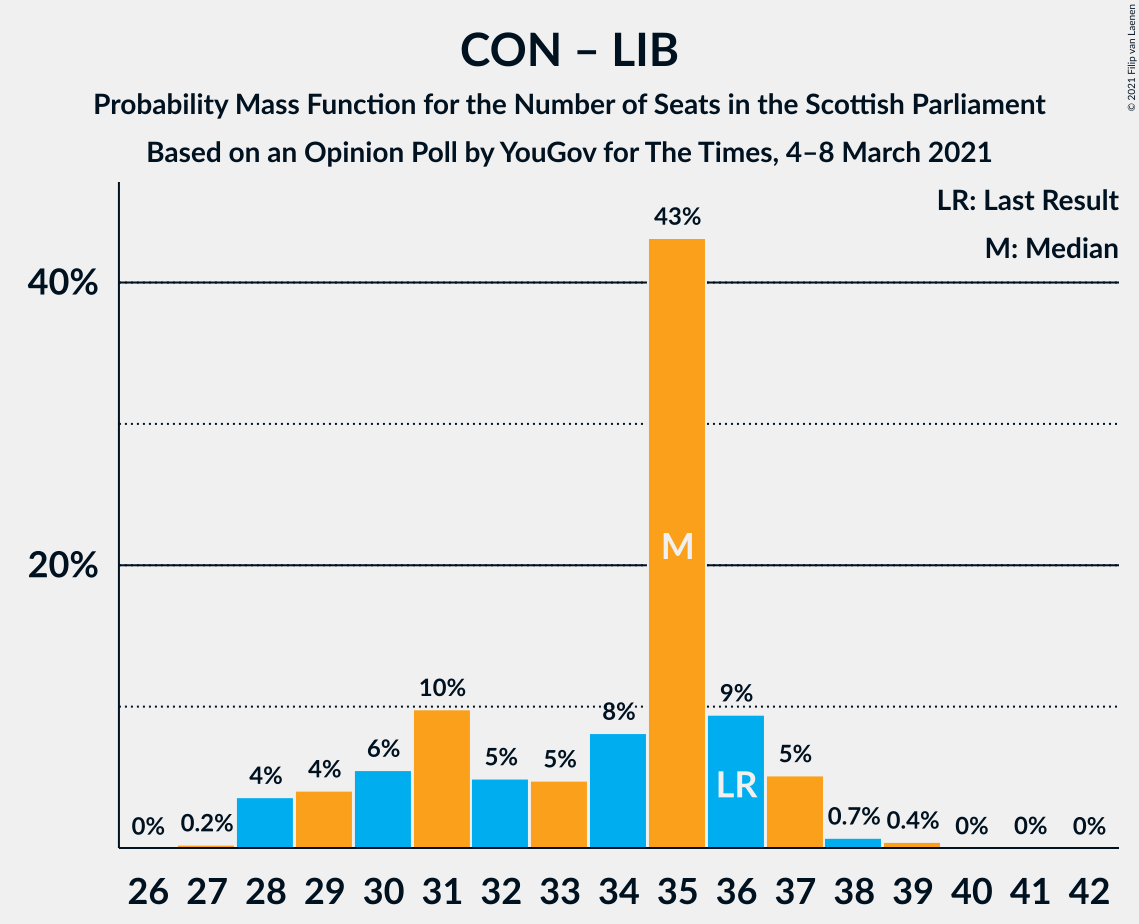 CON – LIB
Probability Mass Function for the Number of Seats in the Scottish Parliament
Based on an Opinion Poll by YouGov for The Times, 4–8 March 2021
© 2021 Filip van Laenen
LR: Last Result
M: Median
40%
20%
0%
0.2%
4%
4%
6%
10%
5%
5%
8%
43%
9%
5%
0.7%
0.4%
0%
0%
0%
M
LR
26 27 28 29 30 31 32 33 34 35 36 37 38 39 40 41 42